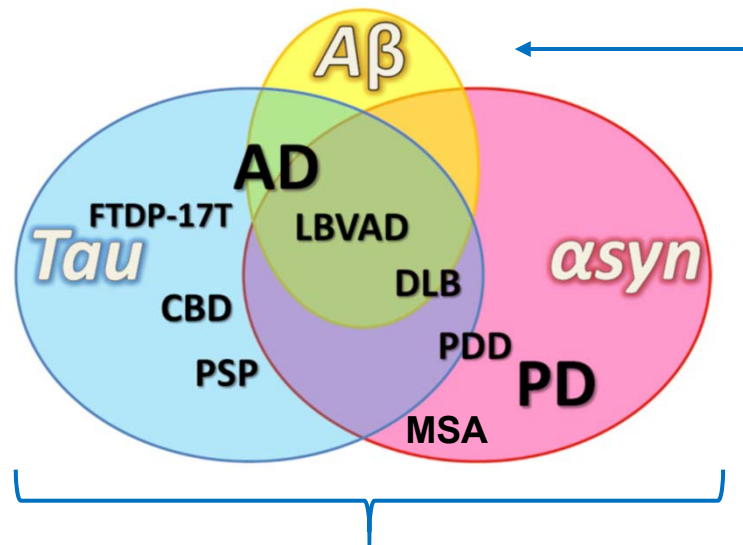 Aβ
AD
FTDP-17T
LBVAD
Tau
αsyn
DLB
CBD
PDD
PSP
PD
MSA